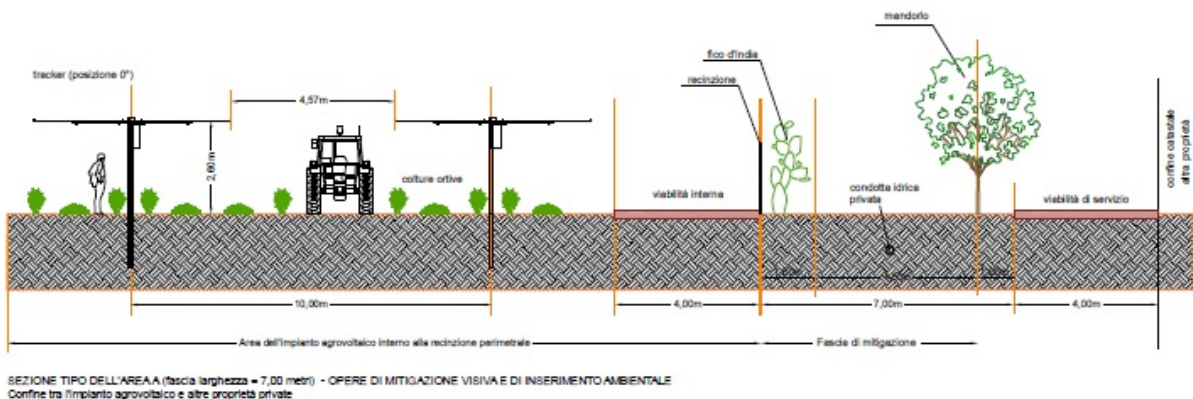 mandorlo
fico d'india
recinzione
tracker (posizione 0°)
4,57m
2,60m
colture ortive
viabilità interna
condotta idrica
privata
viabilità di servizio
confine catastale
altra proprietà
10,00m
4,00m
7,00m
4,00m
Area dell'impianto agrovoltaico interno alla recinzione perimetrale
Fascia di mitigazione
SEZIONE TIPO DELL'AREA A (fascia larghezza = 7,00 metri) - OPERE DI MITIGAZIONE VISIVA E DI INSERIMENTO AMBIENTALE
Confine tra l'impianto agrovoltaico e altre proprietà private